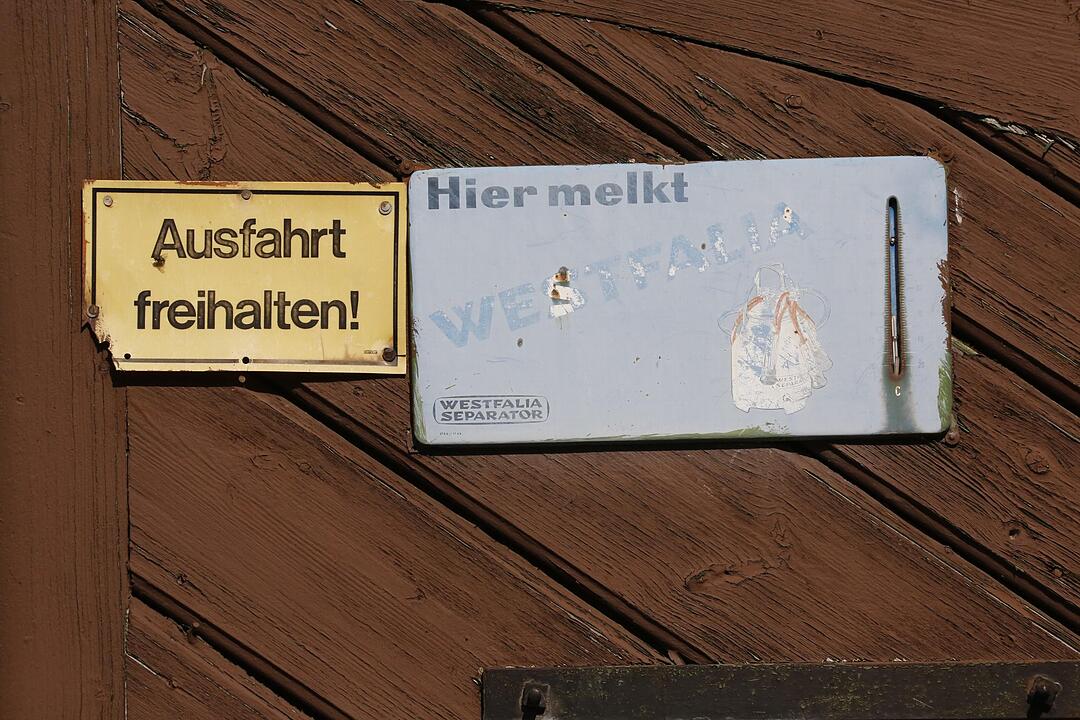 Ausfahrt
freihalten!
Hier melkt
WESTFALIA
WESTFALIA
SEPARATOR
C